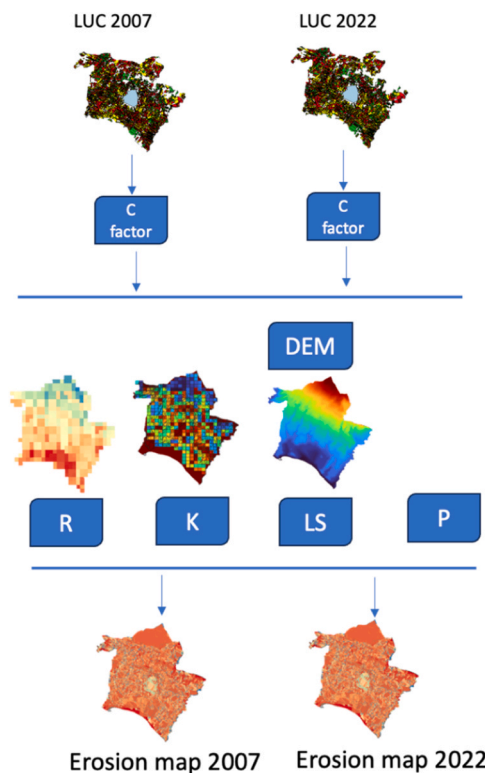 LUC 2007
LUC 2022
C
factor
C
factor
DEM
R
K
LS
P
Erosion map 2007
Erosion map 2022